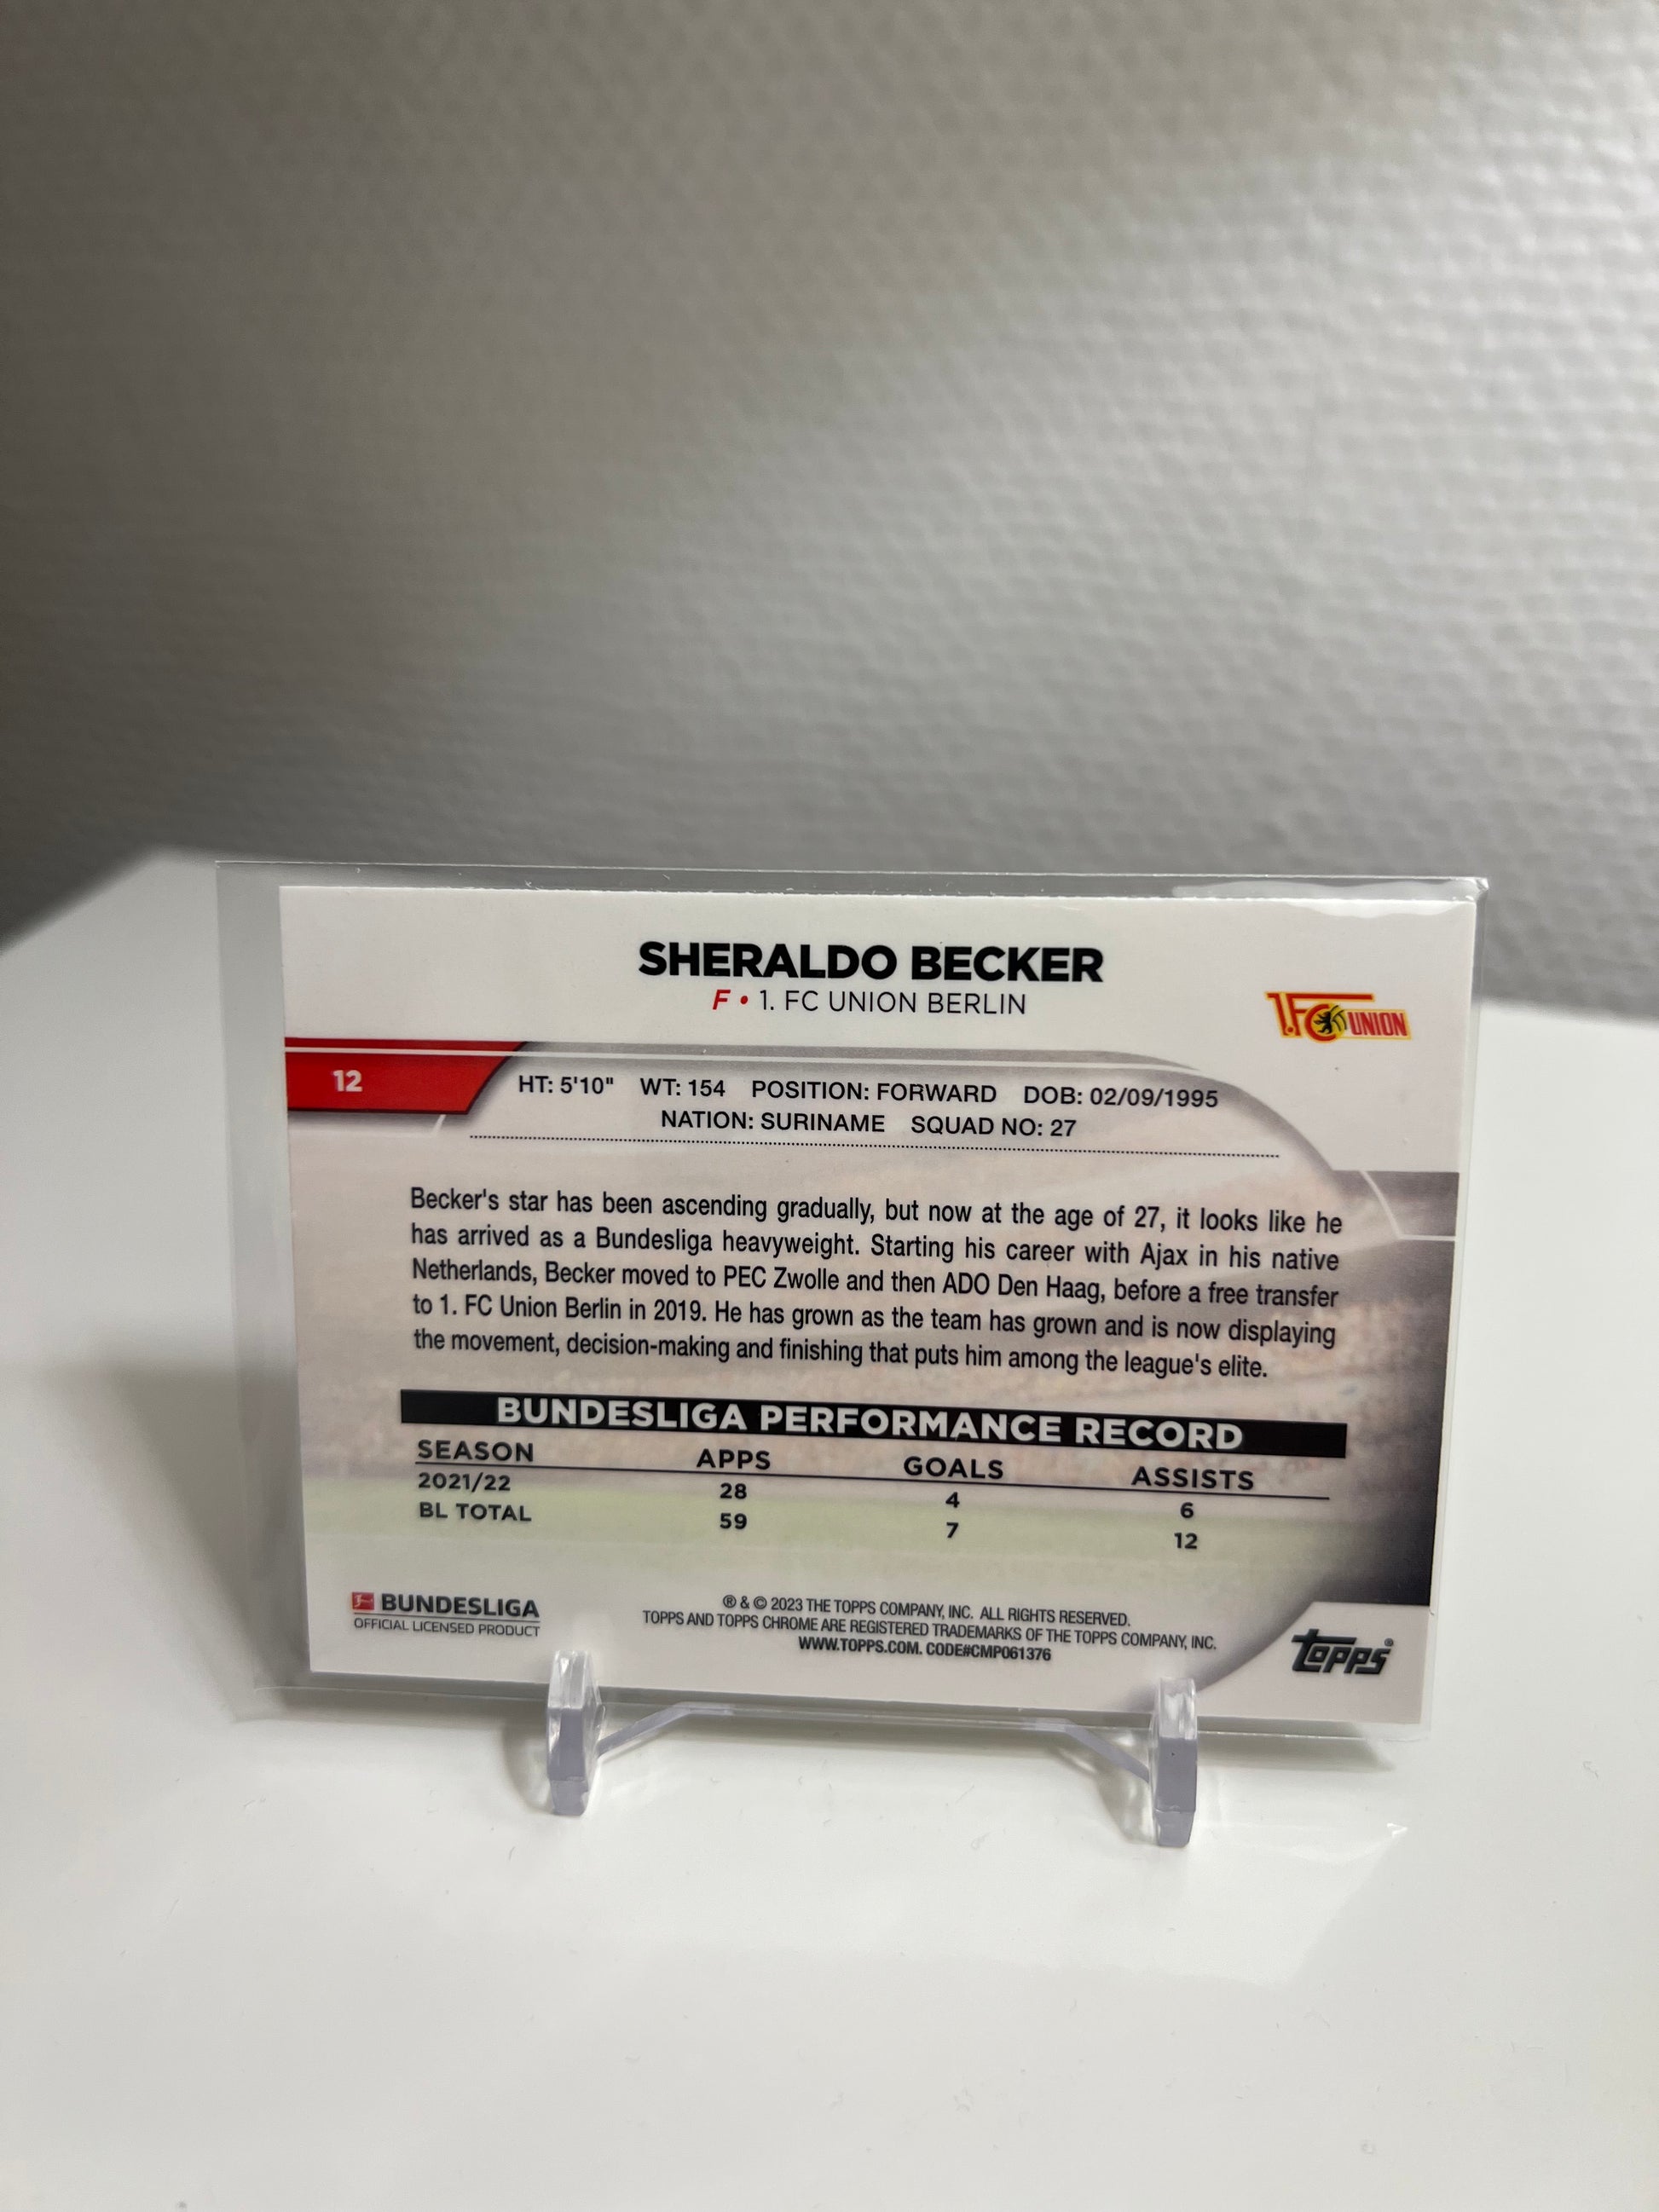 SHERALDO BECKER
F • 1. FC UNION BERLIN
1.FC UNION
12
HT: 5'10" WT: 154 POSITION: FORWARD DOB: 02/09/1995
NATION: SURINAME SQUAD NO: 27
Becker's star has been ascending gradually, but now at the age of 27, it looks like he
has arrived as a Bundesliga heavyweight. Starting his career with Ajax in his native
Netherlands, Becker moved to PEC Zwolle and then ADO Den Haag, before a free transfer
to 1. FC Union Berlin in 2019. He has grown as the team has grown and is now displaying
the movement, decision-making and finishing that puts him among the league's elite.
BUNDESLIGA PERFORMANCE RECORD
SEASON APPS GOALS ASSISTS
2021/22 28 4 6
BL TOTAL 59 7 12
BUNDESLIGA
OFFICIAL LICENSED PRODUCT
® & © 2023 THE TOPPS COMPANY, INC. ALL RIGHTS RESERVED.
TOPPS AND TOPPS CHROME ARE REGISTERED TRADEMARKS OF THE TOPPS COMPANY, INC.
WWW.TOPPS.COM. CODE#CMP061376
topps®